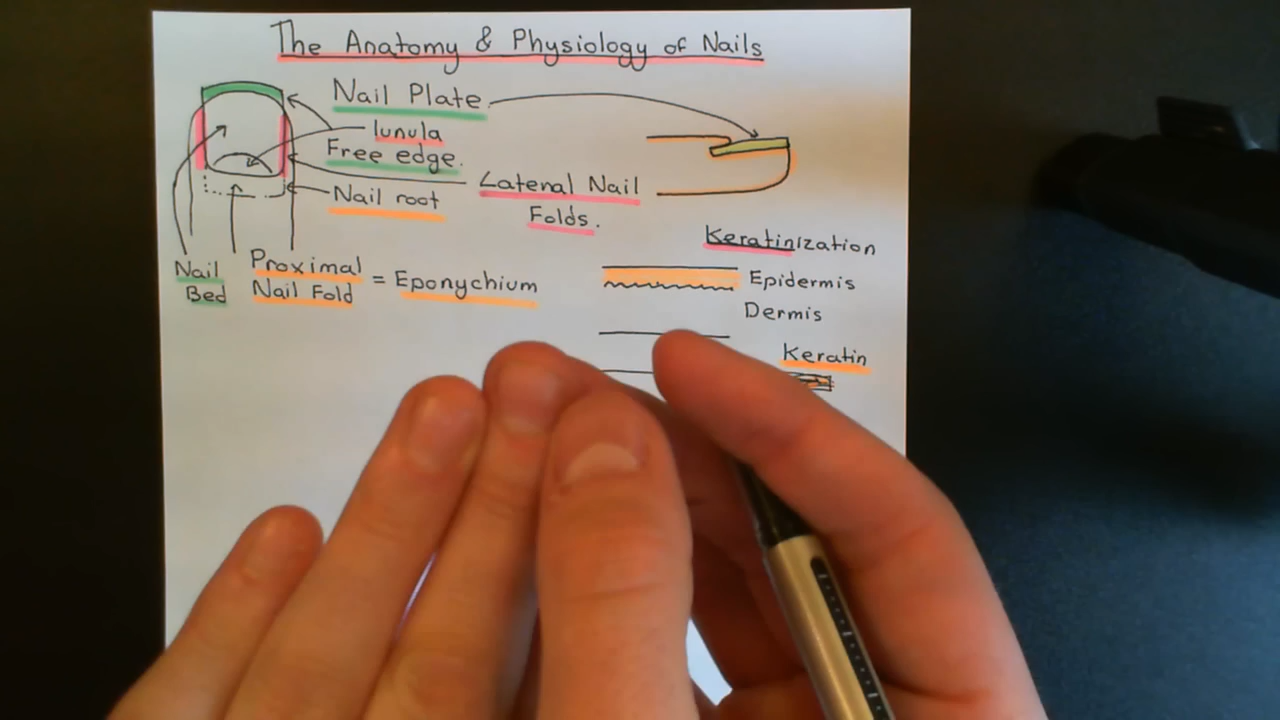 The Anatomy & Physiology of Nails
Nail Plate
lunula
Free edge.
Lateral Nail
Folds.
Nail root
Nail
Bed
Proximal
Nail Fold
= Eponychium
Keratinization
Epidermis
Dermis
Keratin